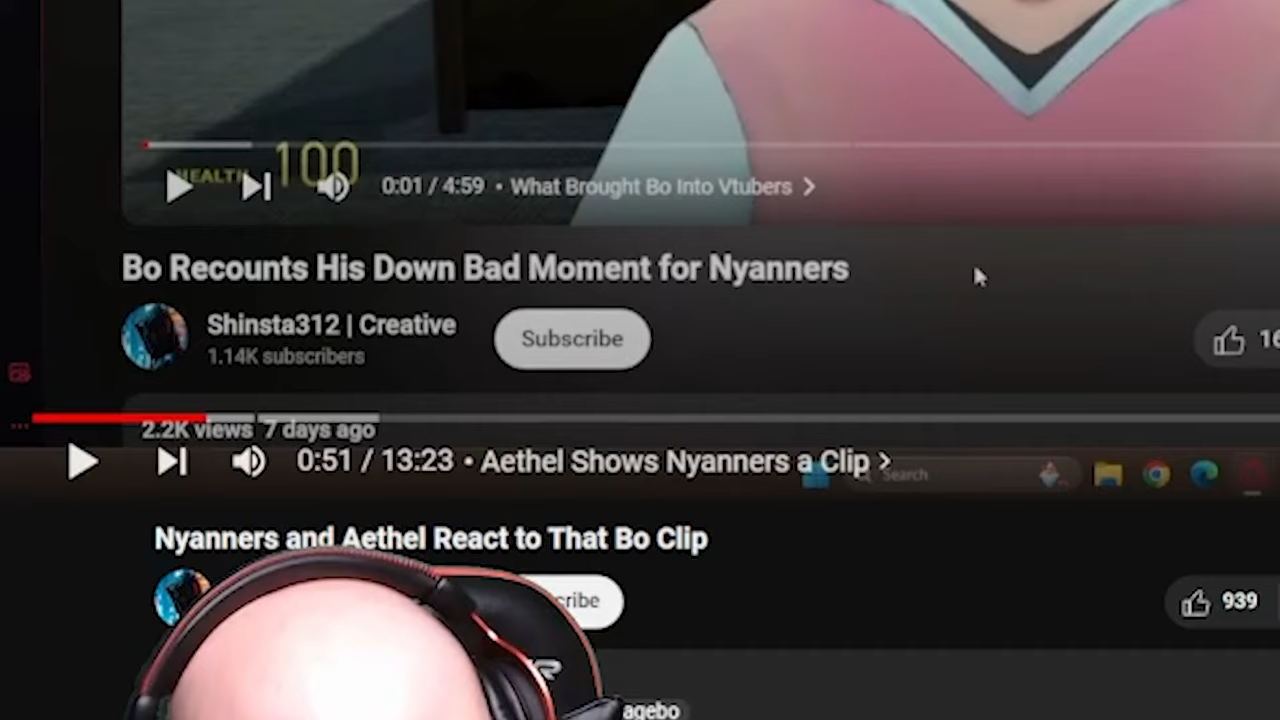 HEALTH 100
0:01 / 4:59 • What Brought Bo Into Vtubers
Bo Recounts His Down Bad Moment for Nyanners
Shinsta312 | Creative
1.14K subscribers
Subscribe
2.2K views 7 days ago
0:51 / 13:23 • Aethel Shows Nyanners a Clip
Search
Nyanners and Aethel React to That Bo Clip
cribe
939
agebo